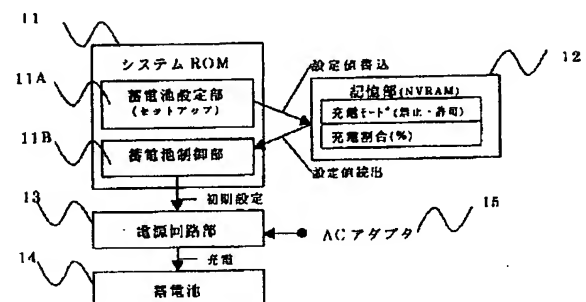 11
システムROM
設定値書込
12
11A
蓄電池設定部
(セットアップ)
記憶部(NVRAM)
充電モード(禁止・許可)
充電割合(%)
11B
蓄電池制御部
設定値読出
初期設定
13
電源回路部
15
ACアダプタ
充電
14
蓄電池